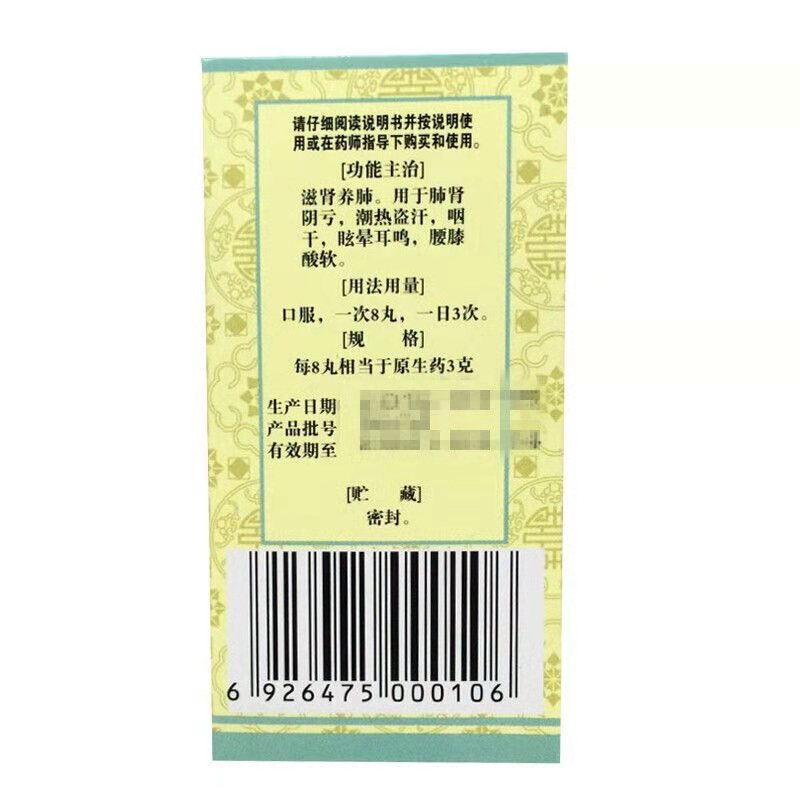 请仔细阅读说明书并按说明使
用或在药师指导下购买和使用。
[功能主治]
滋肾养肺。用于肺肾
阴亏，潮热盗汗，咽
干，眩晕耳鸣，腰膝
酸软。
[用法用量]
口服，一次8丸，一日3次。
[规 格]
每8丸相当于原生药3克
生产日期
产品批号
有效期至
[贮 藏]
密封。
6 926475 000106